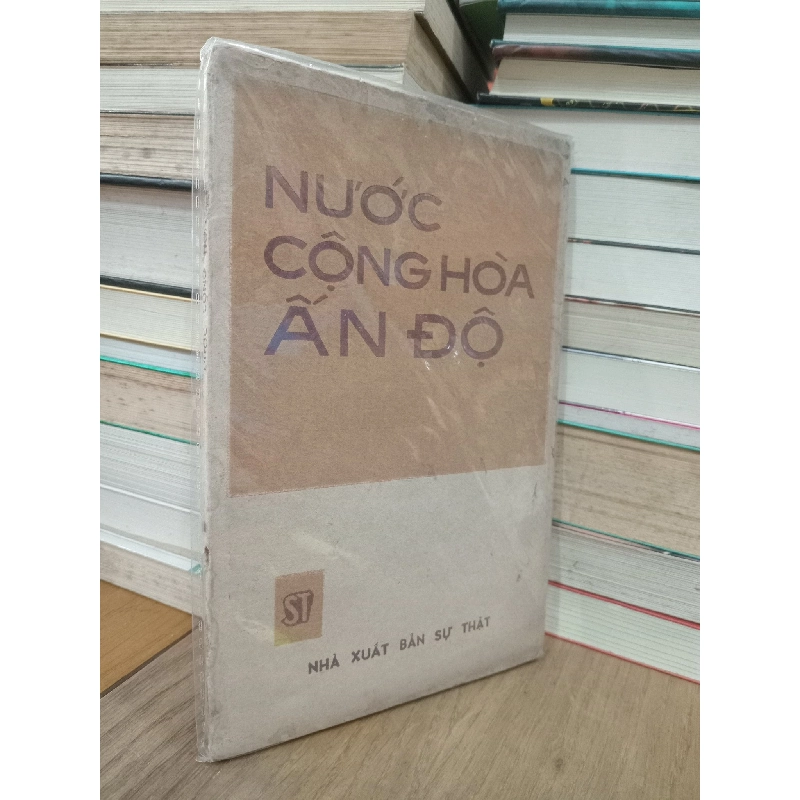 NƯỚC
CỘNG HÒA
ẤN ĐỘ
ST
NHÀ XUẤT BẢN SỰ THẬT